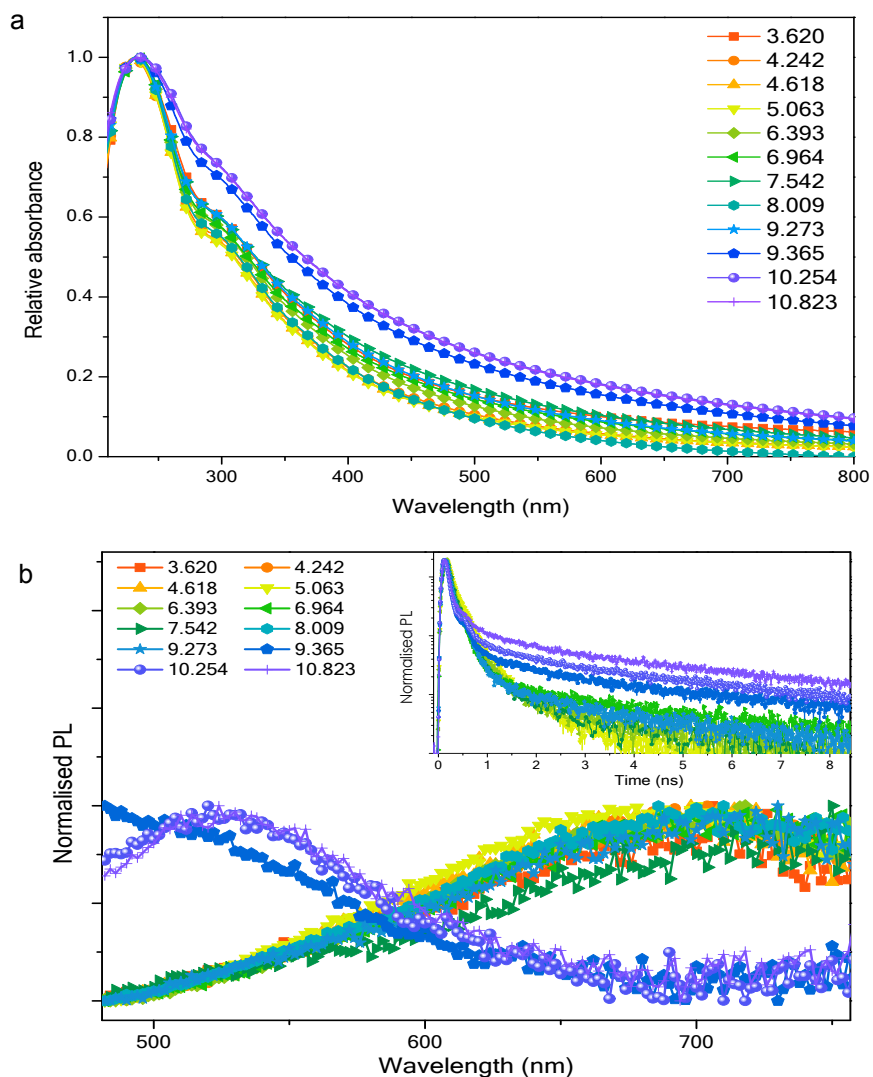 a
1.0
0.8
0.6
0.4
0.2
0.0
Relative absorbance
300 400 500 600 700 800
Wavelength (nm)
3.620
4.242
4.618
5.063
6.393
6.964
7.542
8.009
9.273
9.365
10.254
10.823
b
3.620 4.242
4.618 5.063
6.393 6.964
7.542 8.009
9.273 9.365
10.254 10.823
Normalised PL
0 1 2 3 4 5 6 7 8
Time (ns)
Normalised PL
500 600 700
Wavelength (nm)